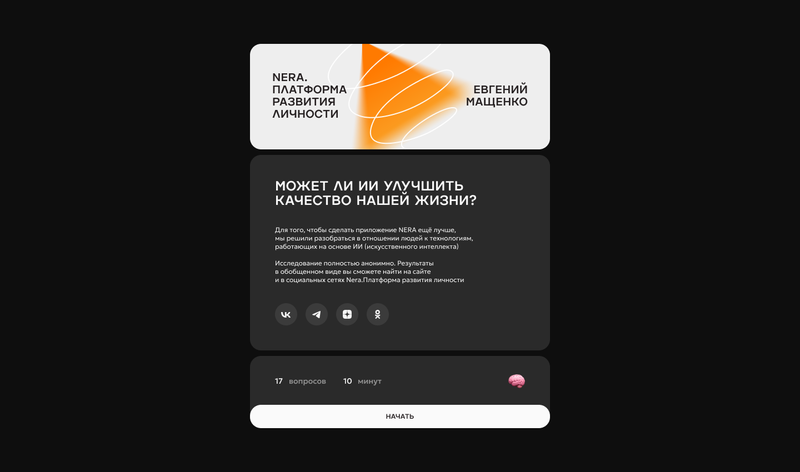 NERA.
ПЛАТФОРМА
РАЗВИТИЯ
ЛИЧНОСТИ
ЕВГЕНИЙ
МАЩЕНКО
МОЖЕТ ЛИ ИИ УЛУЧШИТЬ
КАЧЕСТВО НАШЕЙ ЖИЗНИ?
Для того, чтобы сделать приложение NERA ещё лучше,
мы решили разобраться в отношении людей к технологиям,
работающих на основе ИИ (искусственного интеллекта)
Исследование полностью анонимно. Результаты
в обобщенном виде вы сможете найти на сайте
и в социальных сетях Nera.Платформа развития личности
17 вопросов 10 минут
НАЧАТЬ